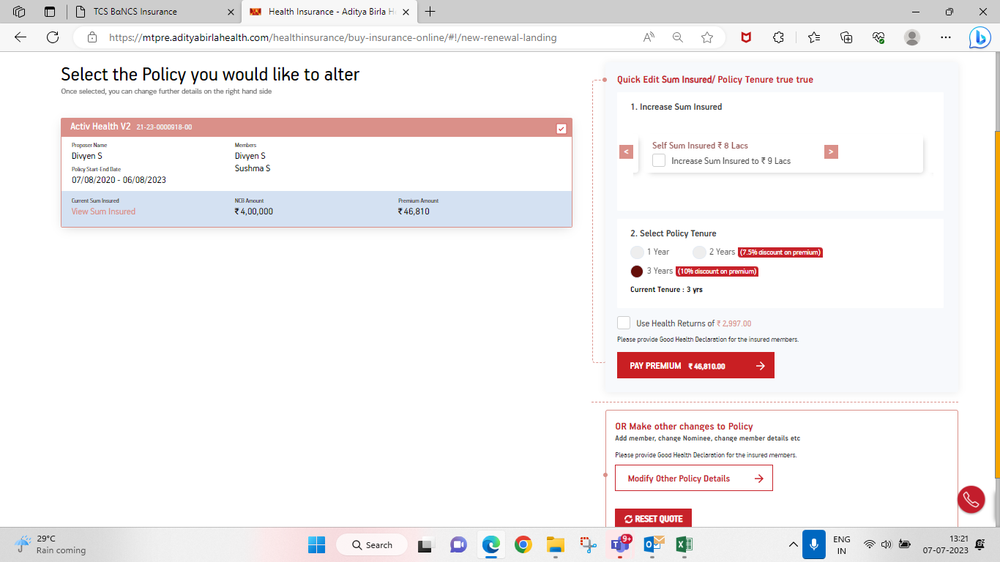 TCS BαNCS Insurance
Health Insurance - Aditya Birla H
https://mtpre.adityabirlahealth.com/healthinsurance/buy-insurance-online/#!/new-renewal-landing
Select the Policy you would like to alter
Once selected, you can change further details on the right hand side
Activ Health V2 21-23-0000918-00
Proposer Name
Members
Divyen S
Divyen S
Policy Start-End Date
Sushma S
07/08/2020 - 06/08/2023
Current Sum Insured
NCB Amount
Premium Amount
View Sum Insured
₹ 4,00,000
₹ 46,810
Quick Edit Sum Insured/ Policy Tenure true true
1. Increase Sum Insured
< Self Sum Insured ₹ 8 Lacs >
Increase Sum Insured to ₹ 9 Lacs
2. Select Policy Tenure
1 Year
2 Years (7.5% discount on premium)
3 Years (10% discount on premium)
Current Tenure : 3 yrs
Use Health Returns of ₹ 2,997.00
Please provide Good Health Declaration for the insured members.
PAY PREMIUM ₹ 46,810.00
OR Make other changes to Policy
Add member, change Nominee, change member details etc
Please provide Good Health Declaration for the insured members.
Modify Other Policy Details
RESET QUOTE
29°C
Rain coming
Search
9+
ENG
IN
13:21
07-07-2023